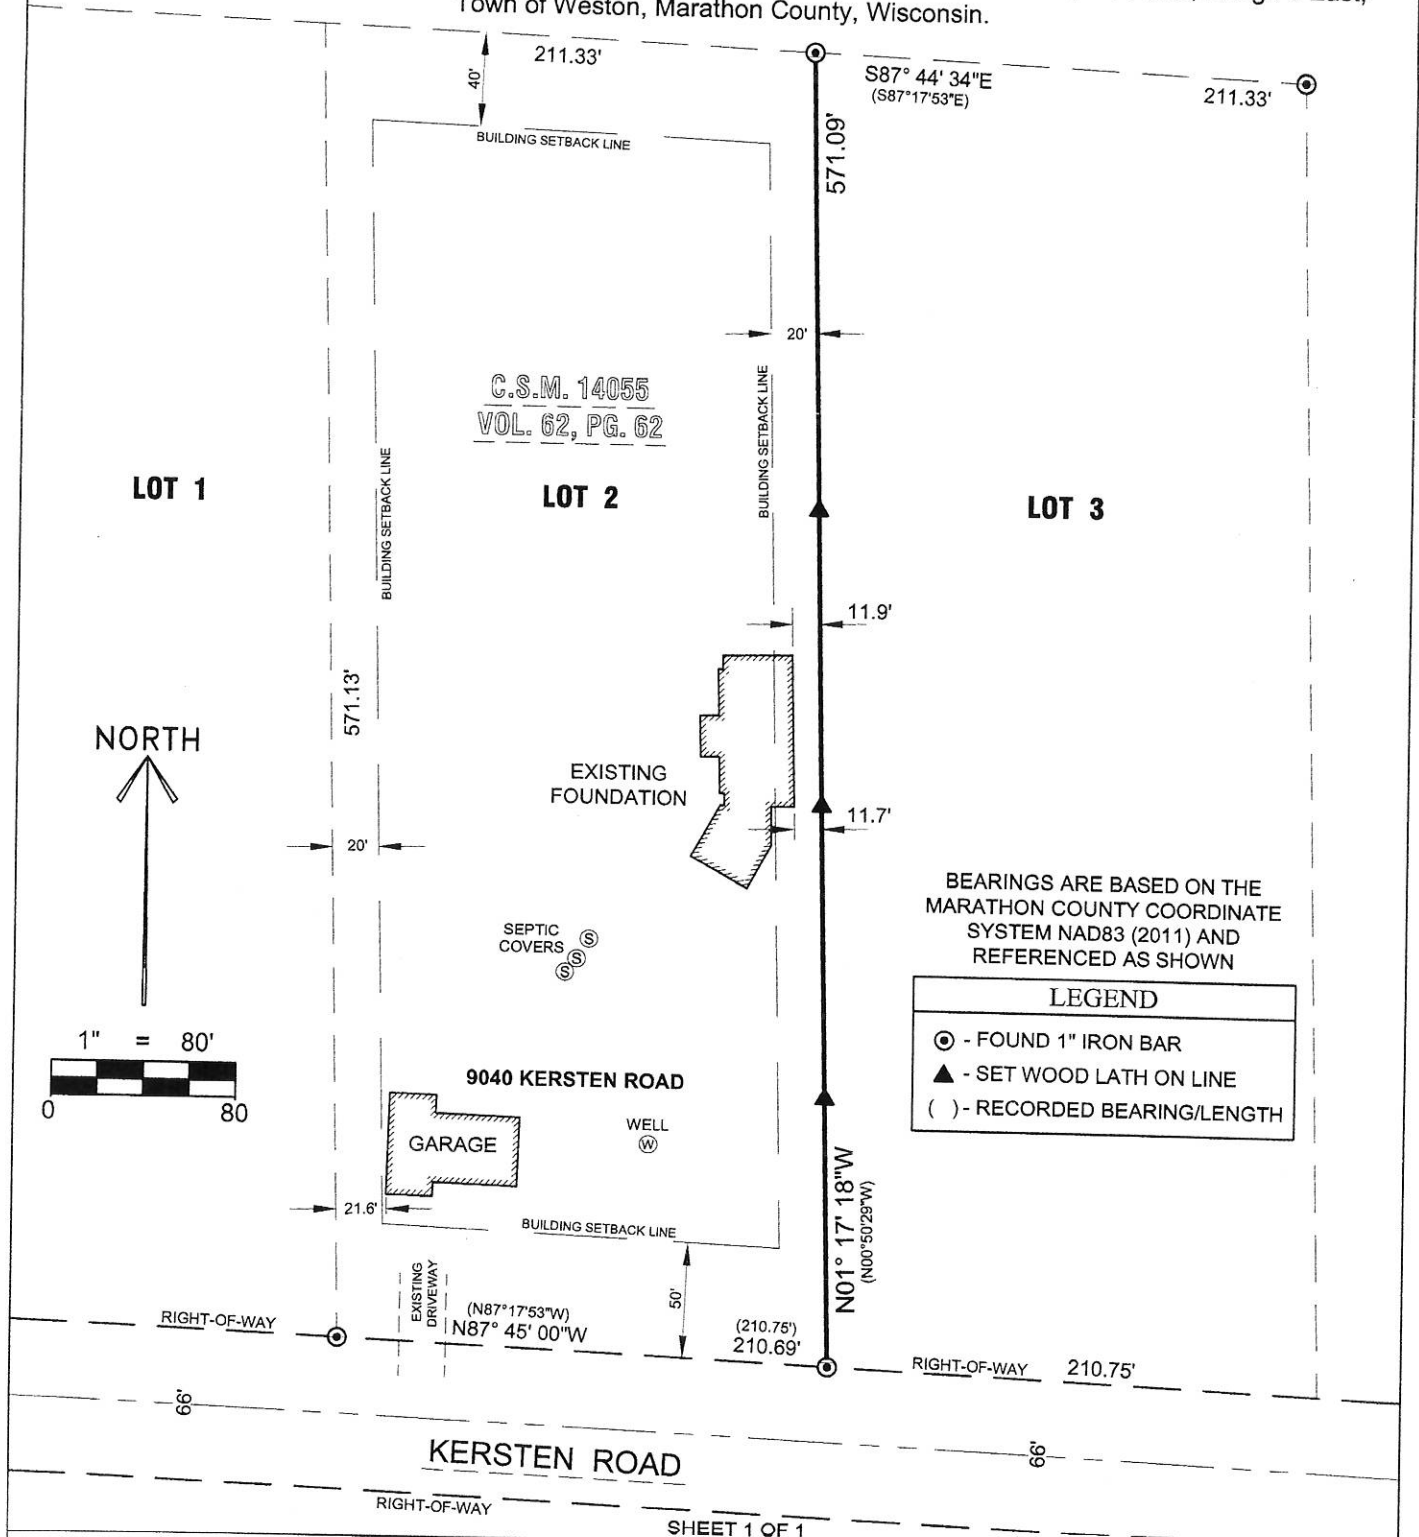 Town of Weston, Marathon County, Wisconsin.
211.33'
40'
S87° 44' 34"E
(S87°17'53"E)
211.33'
BUILDING SETBACK LINE
571.09'
20'
C.S.M. 14055
VOL. 62, PG. 62
BUILDING SETBACK LINE
BUILDING SETBACK LINE
LOT 1
LOT 2
LOT 3
11.9'
571.13'
NORTH
EXISTING
FOUNDATION
11.7'
20'
BEARINGS ARE BASED ON THE
MARATHON COUNTY COORDINATE
SYSTEM NAD83 (2011) AND
REFERENCED AS SHOWN
SEPTIC
COVERS
S
S
S
LEGEND
- FOUND 1" IRON BAR
- SET WOOD LATH ON LINE
( ) - RECORDED BEARING/LENGTH
1" = 80'
0 80
9040 KERSTEN ROAD
GARAGE
WELL
W
21.6'
BUILDING SETBACK LINE
N01° 17' 18"W
(N00°50'29"W)
50'
EXISTING
DRIVEWAY
RIGHT-OF-WAY
(N87°17'53"W)
N87° 45' 00"W
(210.75')
210.69'
RIGHT-OF-WAY
210.75'
66'
66'
KERSTEN ROAD
RIGHT-OF-WAY
SHEET 1 OF 1